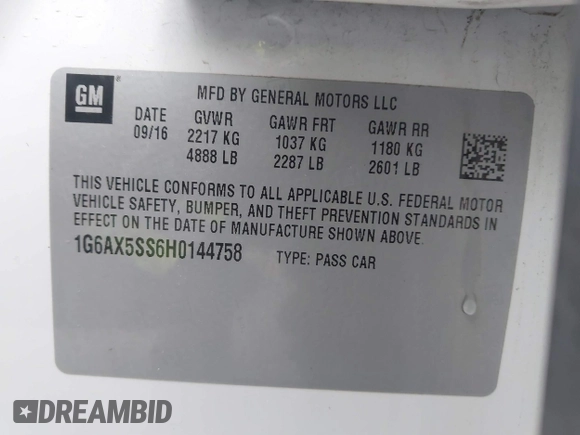 GM
MFD BY GENERAL MOTORS LLC
DATE GVWR GAWR FRT GAWR RR
09/16 2217 KG 1037 KG 1180 KG
4888 LB 2287 LB 2601 LB
THIS VEHICLE CONFORMS TO ALL APPLICABLE U.S. FEDERAL MOTOR
VEHICLE SAFETY, BUMPER, AND THEFT PREVENTION STANDARDS IN
EFFECT ON THE DATE OF MANUFACTURE SHOWN ABOVE.
1G6AX5SS6H0144758 TYPE: PASS CAR
DREAMBID